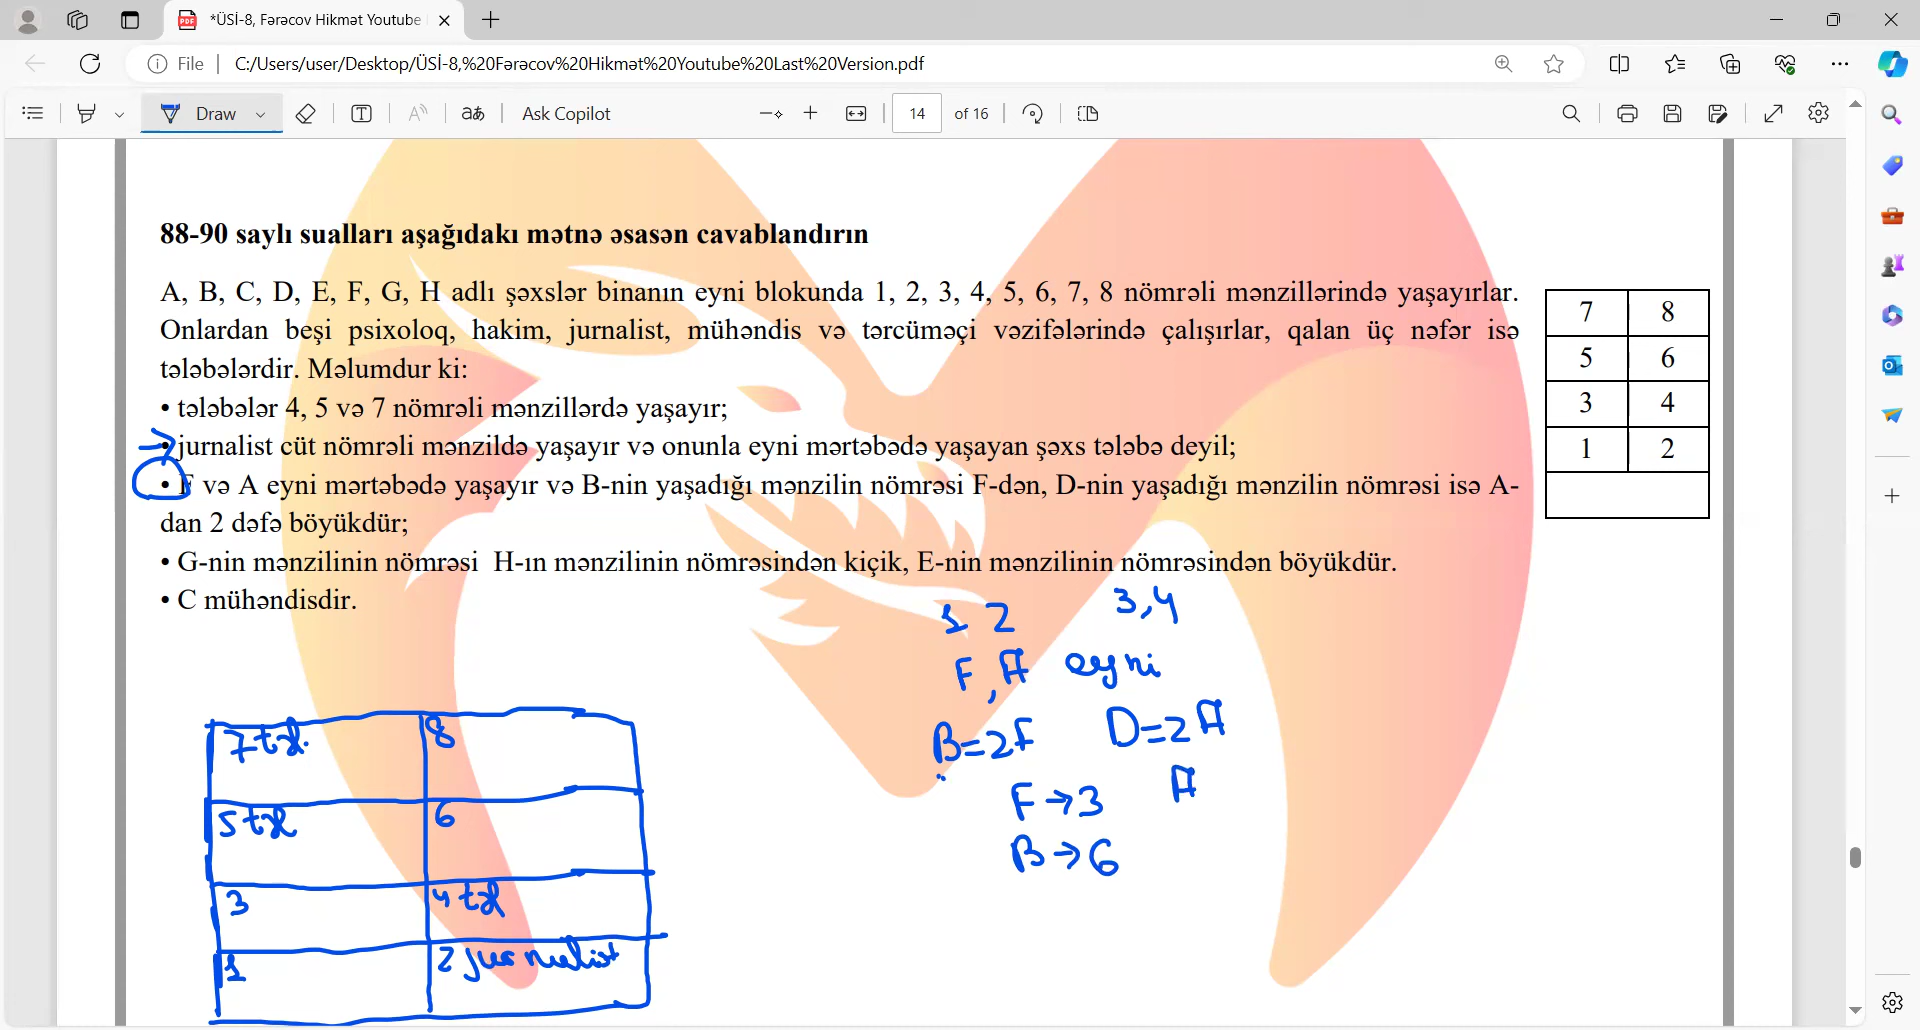 *ÜSİ-8, Fərəcov Hikmət Youtube
File C:/Users/user/Desktop/ÜSİ-8,%20Fərəcov%20Hikmət%20Youtube%20Last%20Version.pdf
Draw T A aあ Ask Copilot 14 of 16
88-90 saylı sualları aşağıdakı mətnə əsasən cavablandırın
A, B, C, D, E, F, G, H adlı şəxslər binanın eyni blokunda 1, 2, 3, 4, 5, 6, 7, 8 nömrəli mənzillərində yaşayırlar.
Onlardan beşi psixoloq, hakim, jurnalist, mühəndis və tərcüməçi vəzifələrində çalışırlar, qalan üç nəfər isə
tələbələrdir. Məlumdur ki:
• tələbələr 4, 5 və 7 nömrəli mənzillərdə yaşayır;
• jurnalist cüt nömrəli mənzildə yaşayır və onunla eyni mərtəbədə yaşayan şəxs tələbə deyil;
• F və A eyni mərtəbədə yaşayır və B-nin yaşadığı mənzilin nömrəsi F-dən, D-nin yaşadığı mənzilin nömrəsi isə A-
dan 2 dəfə böyükdür;
• G-nin mənzilinin nömrəsi H-ın mənzilinin nömrəsindən kiçik, E-nin mənzilinin nömrəsindən böyükdür.
• C mühəndisdir.
7 8
5 6
3 4
1 2
1 2 3,4
F, A eyni
B=2F D=2A
F→3 A
B→6
7 təl. 8
5 təl 6
3 4 təl
1 2 jurnalist